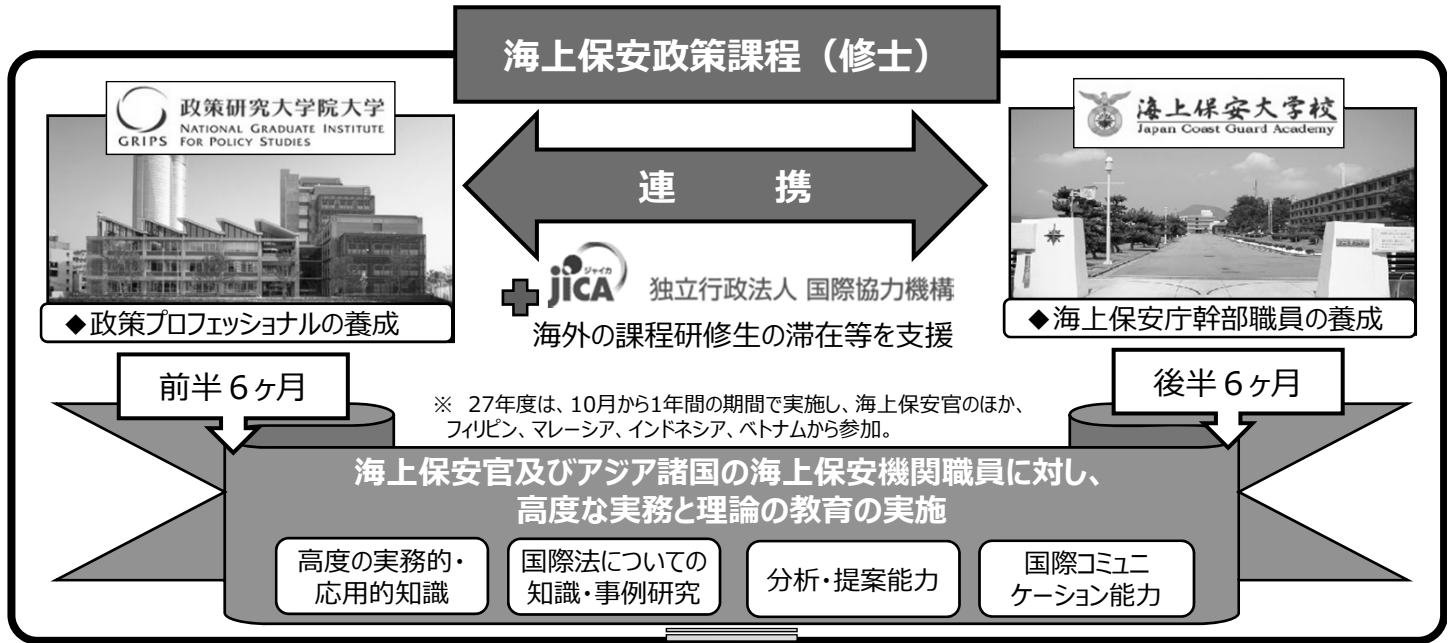 海上保安政策課程（修士）
政策研究大学院大学
NATIONAL GRADUATE INSTITUTE
FOR POLICY STUDIES
GRIPS
海上保安大学校
Japan Coast Guard Academy
連　携
ジャイカ
jICA
独立行政法人 国際協力機構
海外の課程研修生の滞在等を支援
◆政策プロフェッショナルの養成
◆海上保安庁幹部職員の養成
前半６ヶ月
後半６ヶ月
※　27年度は、10月から1年間の期間で実施し、海上保安官のほか、
フィリピン、マレーシア、インドネシア、ベトナムから参加。
海上保安官及びアジア諸国の海上保安機関職員に対し、
高度な実務と理論の教育の実施
高度の実務的・
応用的知識
国際法についての
知識・事例研究
分析・提案能力
国際コミュニ
ケーション能力